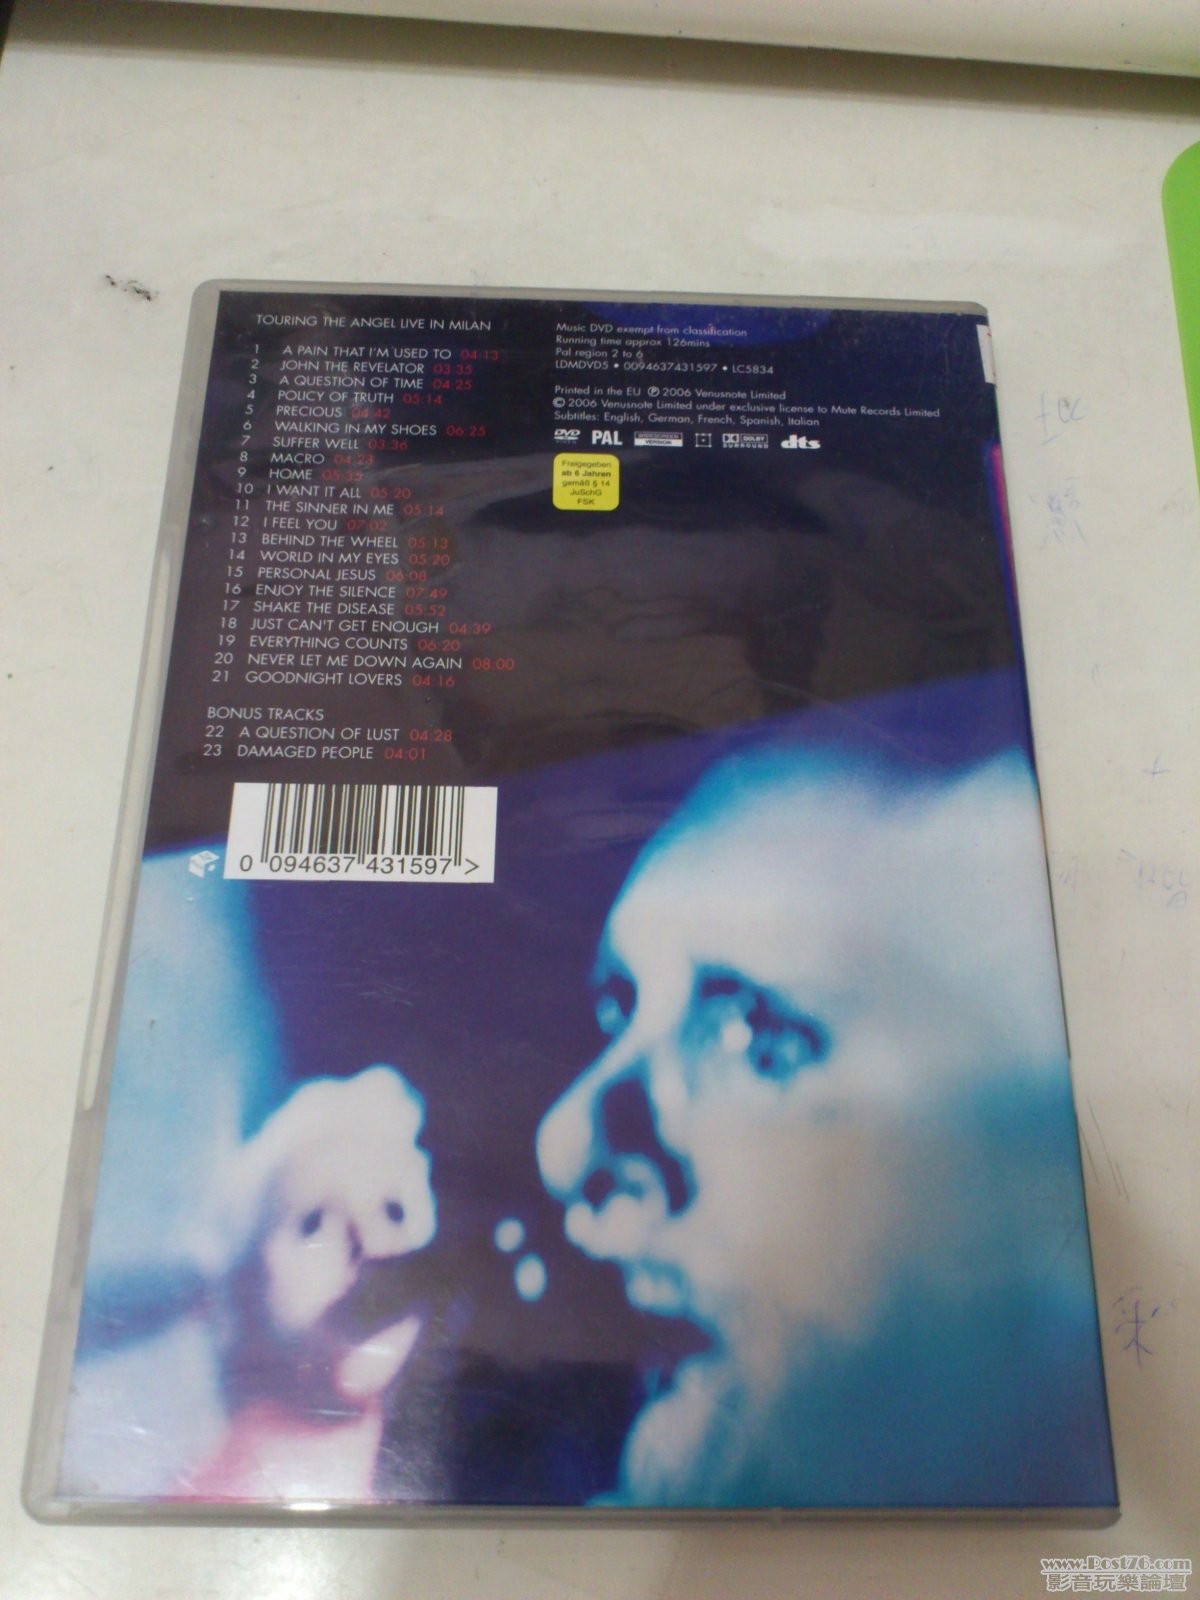 TOURING THE ANGEL LIVE IN MILAN
1 A PAIN THAT I'M USED TO 04:13
2 JOHN THE REVELATOR 03:35
3 A QUESTION OF TIME 04:25
4 POLICY OF TRUTH 05:14
5 PRECIOUS 04:42
6 WALKING IN MY SHOES 06:25
7 SUFFER WELL 03:36
8 MACRO 04:23
9 HOME 05:35
10 I WANT IT ALL 05:20
11 THE SINNER IN ME 05:14
12 I FEEL YOU 07:02
13 BEHIND THE WHEEL 05:13
14 WORLD IN MY EYES 05:20
15 PERSONAL JESUS 06:08
16 ENJOY THE SILENCE 07:49
17 SHAKE THE DISEASE 05:52
18 JUST CAN'T GET ENOUGH 04:39
19 EVERYTHING COUNTS 06:20
20 NEVER LET ME DOWN AGAIN 08:00
21 GOODNIGHT LOVERS 04:16
BONUS TRACKS
22 A QUESTION OF LUST 04:28
23 DAMAGED PEOPLE 04:01
0 094637 431597 >
Music DVD exempt from classification
Running time approx 126mins
Pal region 2 to 6
LDMDVD5 • 0094637431597 • LC5834
Printed in the EU ℗ 2006 Venusnote Limited
© 2006 Venusnote Limited under exclusive license to Mute Records Limited
Subtitles: English, German, French, Spanish, Italian
DVD VIDEO PAL WIDESCREEN VERSION DOLBY SURROUND dts
Freigegeben
ab 6 Jahren
gemäß § 14
JuSchG
FSK
www.Post76.com
影音玩樂論壇